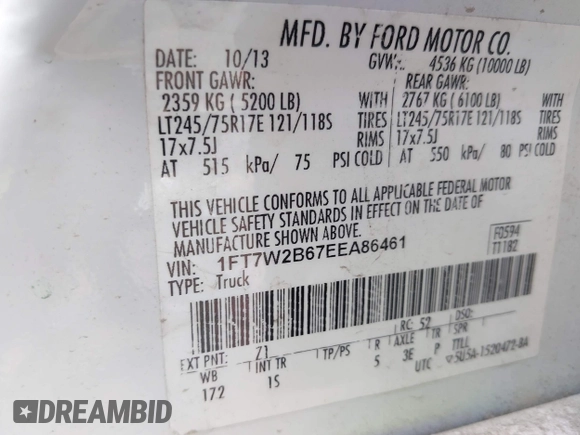 MFD. BY FORD MOTOR CO.
DATE: 10/13 GVWR: 4536 KG (10000 LB)
FRONT GAWR: REAR GAWR:
2359 KG ( 5200 LB) WITH 2767 KG ( 6100 LB) WITH
LT245/75R17E 121/118S TIRES LT245/75R17E 121/118S TIRES
17x7.5J RIMS 17x7.5J RIMS
AT 515 kPa/ 75 PSI COLD AT 550 kPa/ 80 PSI COLD
THIS VEHICLE CONFORMS TO ALL APPLICABLE FEDERAL MOTOR
VEHICLE SAFETY STANDARDS IN EFFECT ON THE DATE OF
MANUFACTURE SHOWN ABOVE.
VIN: 1FT7W2B67EEA86461
TYPE: Truck
F0594
T1182
RC: 52 DSO:
EXT PNT: Z1
WB INT TR TP/PS R AXLE TR SPR
172 1S 5 3E P TTLL
UTC
5U5A-1520472-BA
DREAMBID